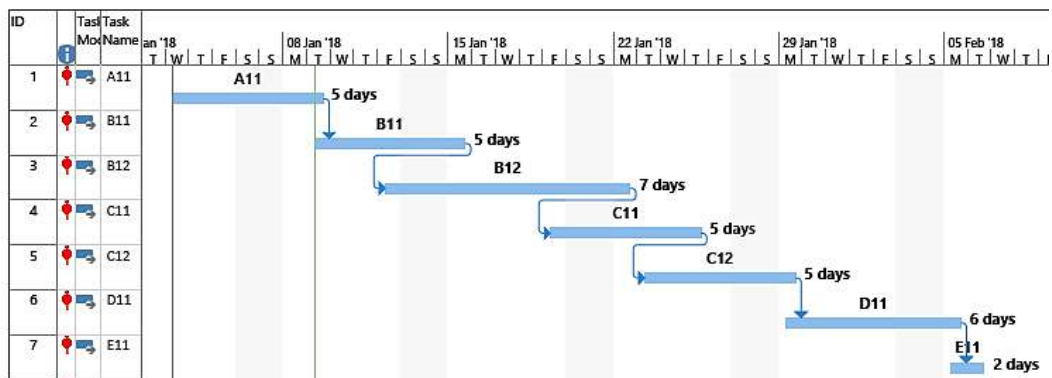 ID Task Mod Task Name an '18 08 Jan '18 15 Jan '18 22 Jan '18 29 Jan '18 05 Feb '18
T W T F S S M T W T F S S M T W T F S S M T W T F S S M T W T F S S M T W T
1 A11 A11 5 days
2 B11 B11 5 days
3 B12 B12 7 days
4 C11 C11 5 days
5 C12 C12 5 days
6 D11 D11 6 days
7 E11 E11 2 days